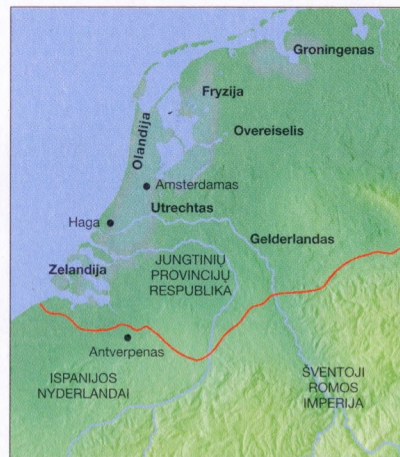 Groningenas
Fryzija
Olandija
Overeiselis
Amsterdamas
Utrechtas
Haga
Gelderlandas
Zelandija
JUNGTINIŲ
PROVINCIJŲ
RESPUBLIKA
Antverpenas
ISPANIJOS
NYDERLANDAI
ŠVENTOJI
ROMOS
IMPERIJA